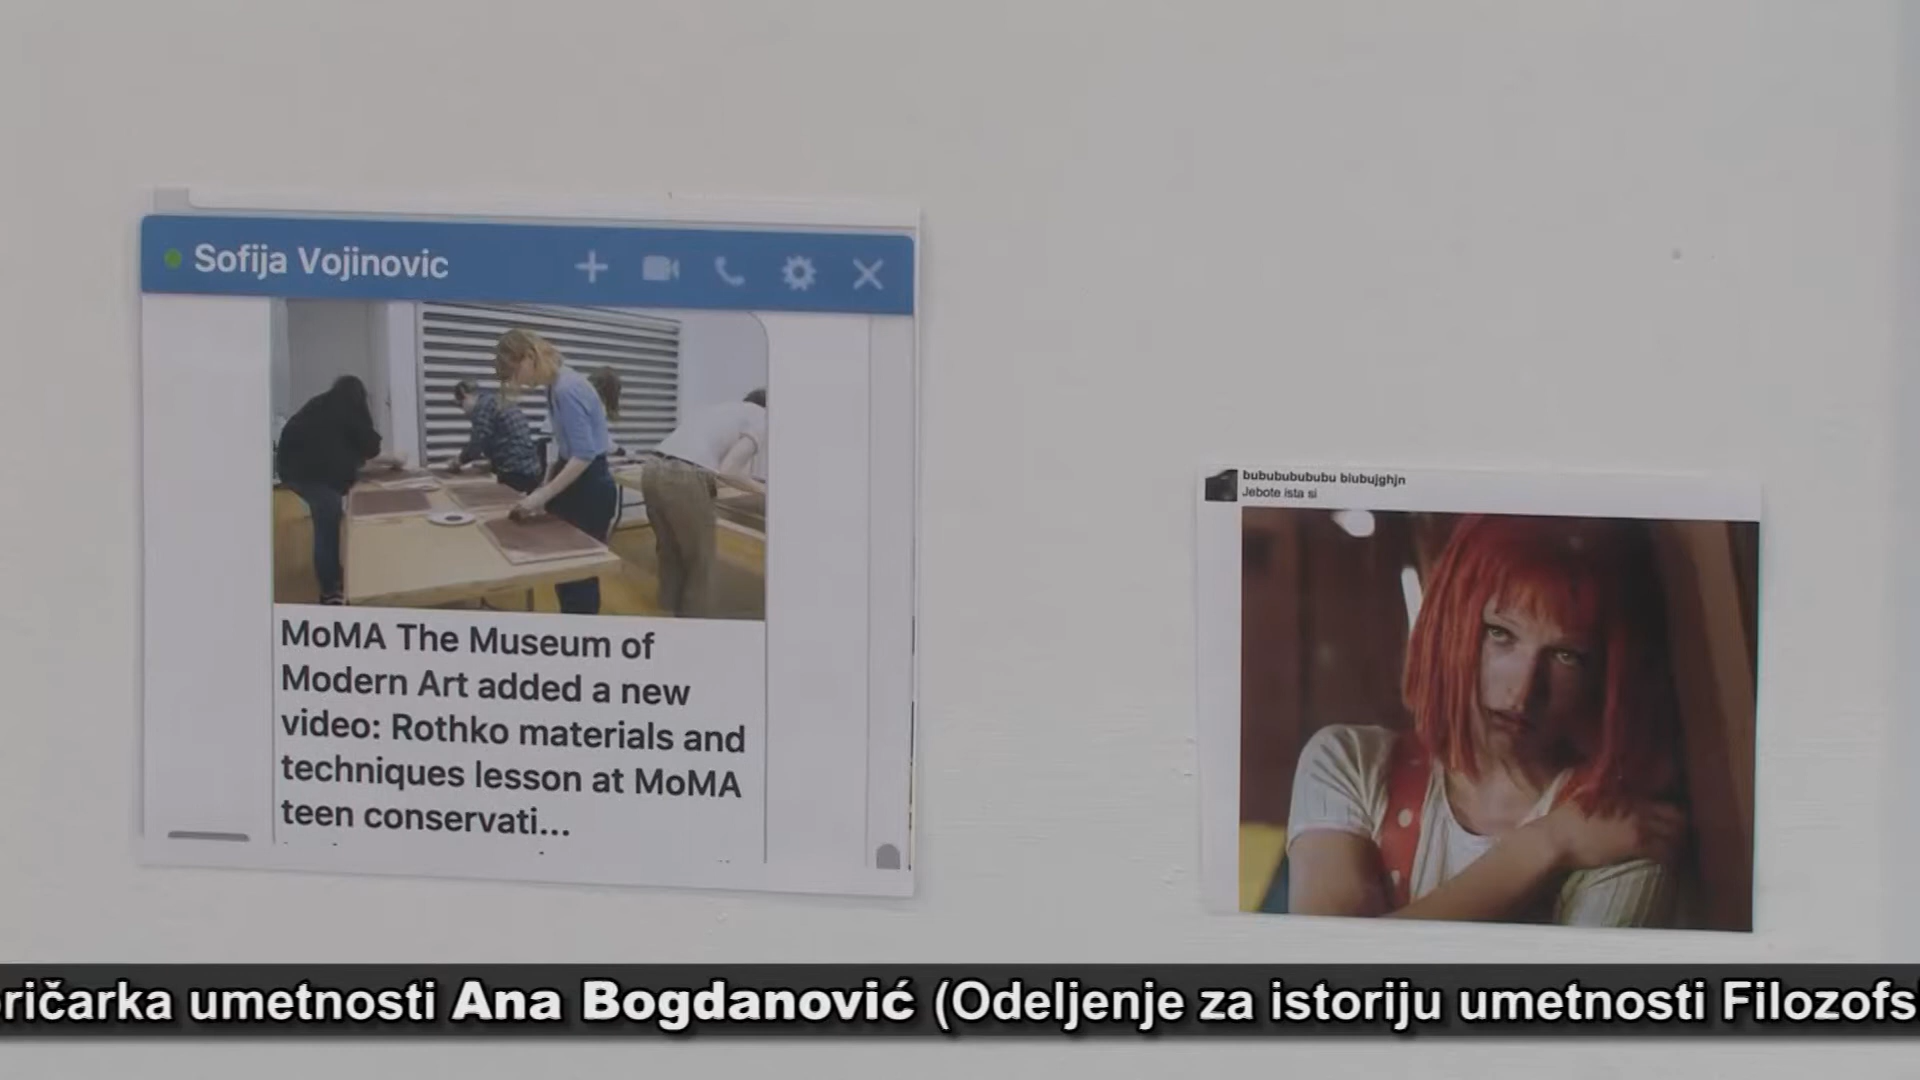 Sofija Vojinovic
MoMA The Museum of
Modern Art added a new
video: Rothko materials and
techniques lesson at MoMA
teen conservati...
bubububububu blubujghjn
Jebote ista si
ričarka umetnosti Ana Bogdanović (Odeljenje za istoriju umetnosti Filozofs